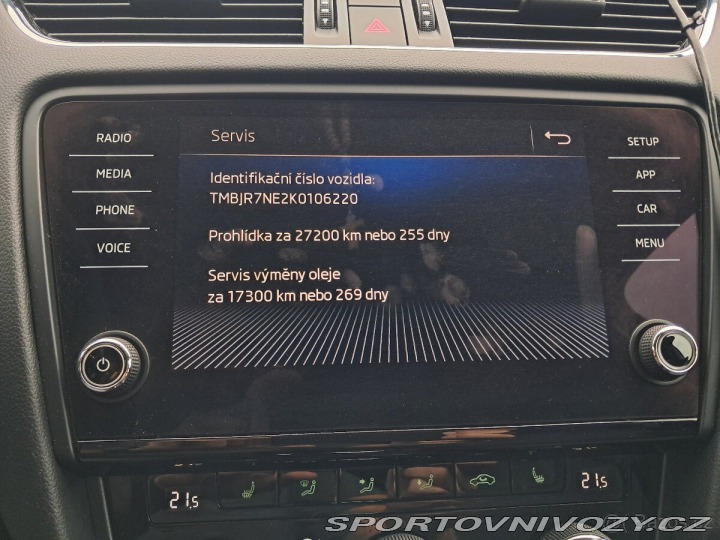 RADIO
MEDIA
PHONE
VOICE
Servis
Identifikační číslo vozidla:
TMBJR7NE2K0106220
Prohlídka za 27200 km nebo 255 dny
Servis výměny oleje
za 17300 km nebo 269 dny
SETUP
APP
CAR
MENU
21.5
21.5
SPORTOVNIVOZY.CZ